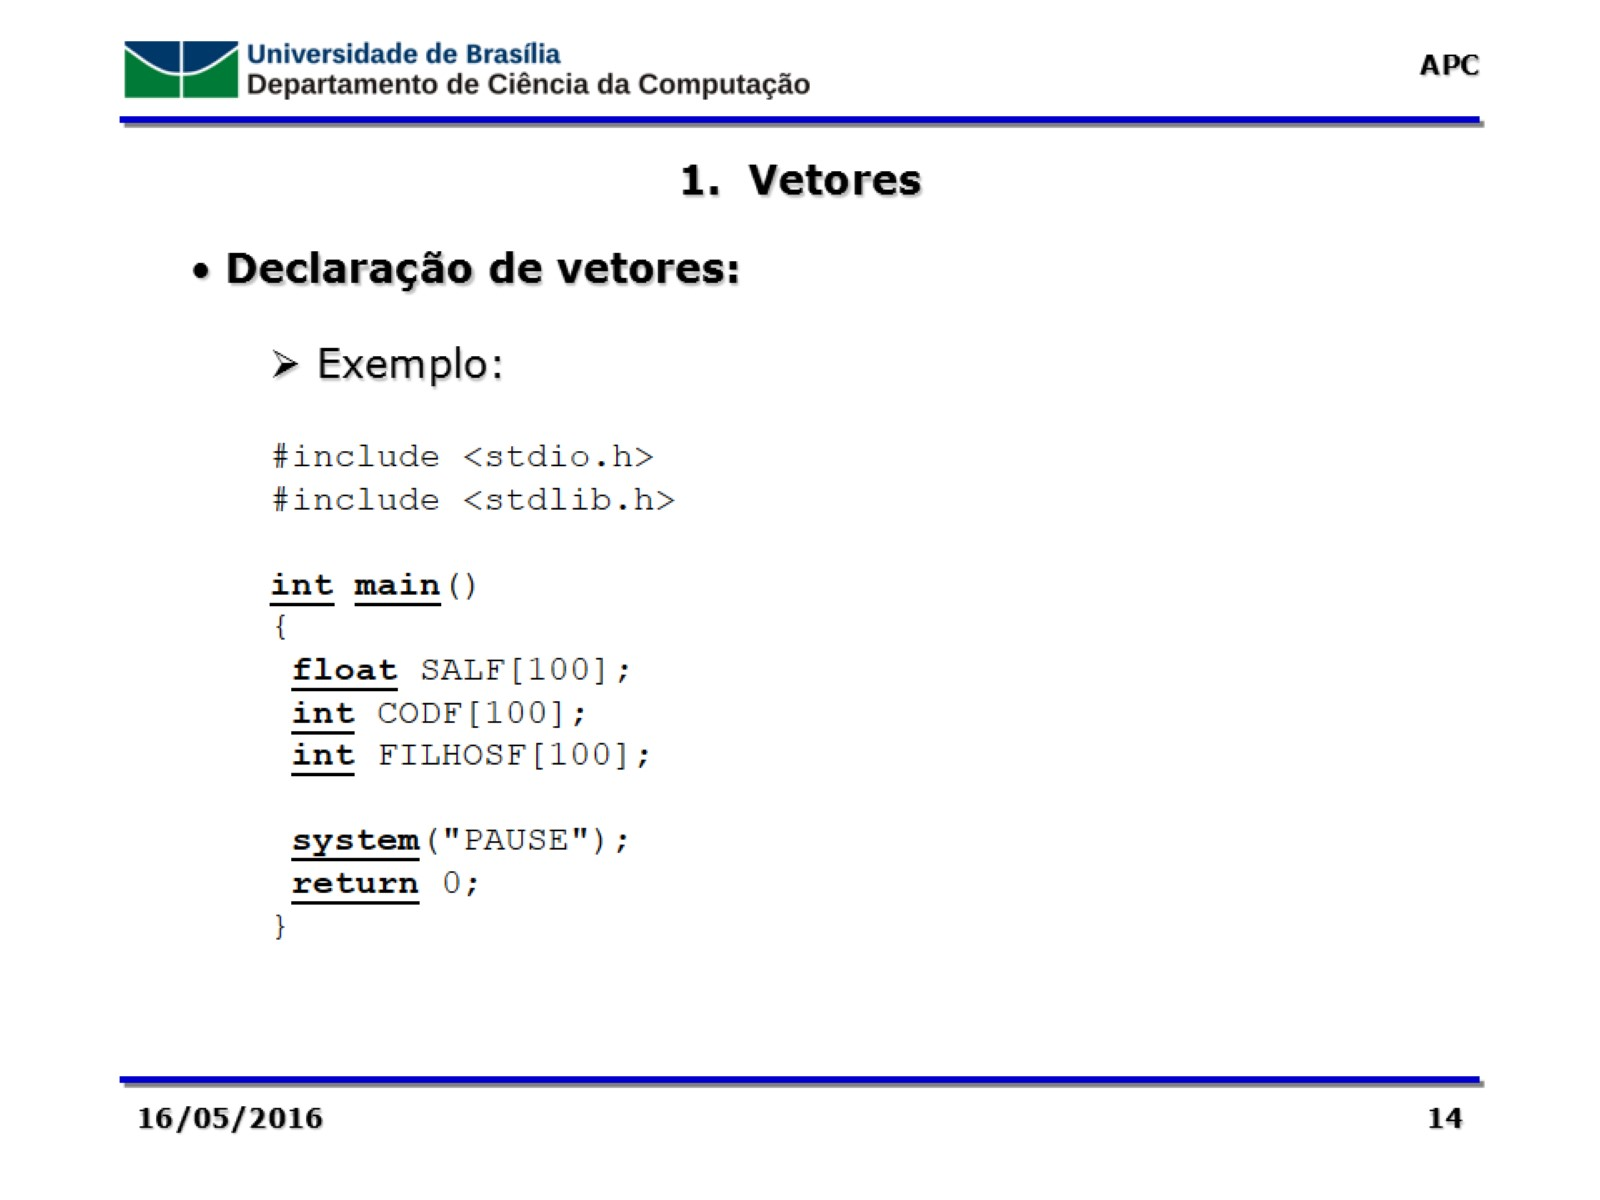 Universidade de Brasília
Departamento de Ciência da Computação
APC
1. Vetores
• Declaração de vetores:
➢ Exemplo:
#include <stdio.h>
#include <stdlib.h>
int main()
{
float SALF[100];
int CODF[100];
int FILHOSF[100];
system("PAUSE");
return 0;
}
16/05/2016
14